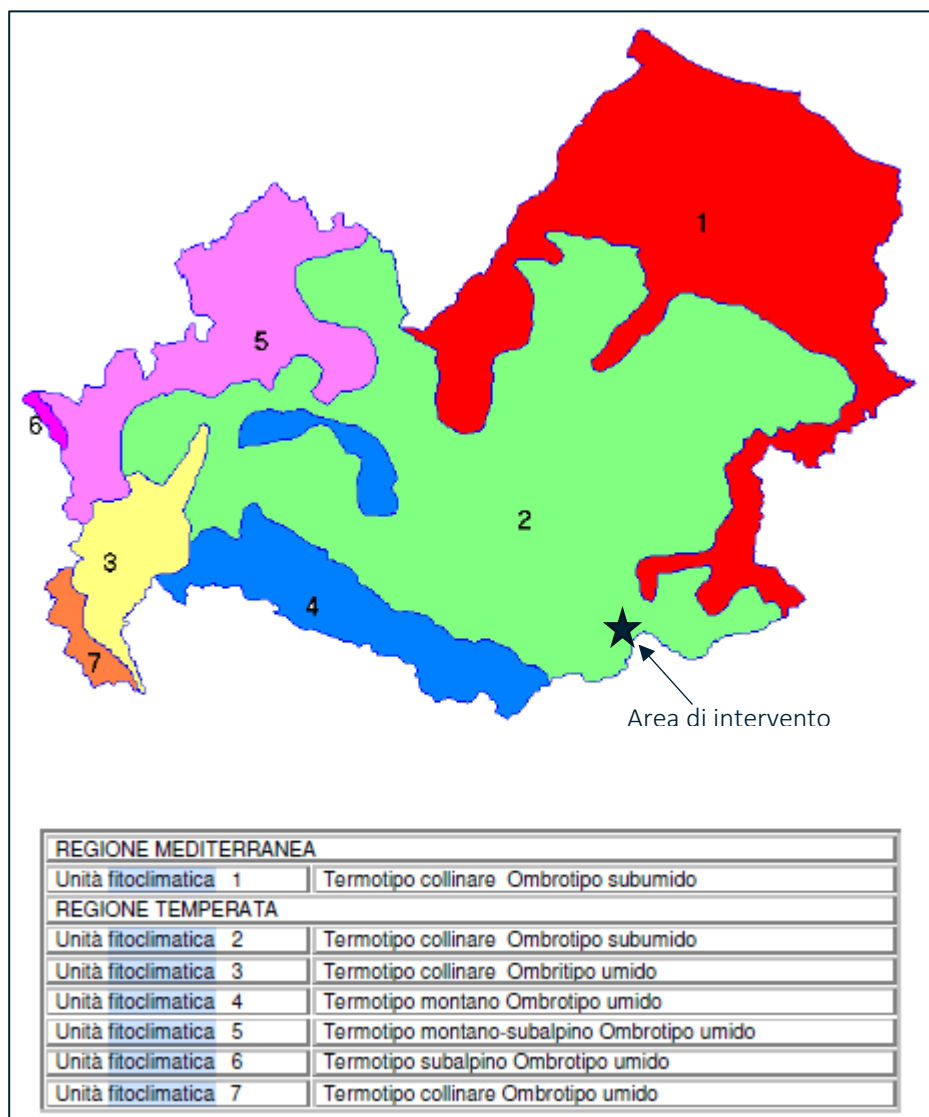 1
5
6
2
3
4
7
Area di intervento
REGIONE MEDITERRANEA
Unità fitoclimatica 1 Termotipo collinare Ombrotipo subumido
REGIONE TEMPERATA
Unità fitoclimatica 2 Termotipo collinare Ombrotipo subumido
Unità fitoclimatica 3 Termotipo collinare Ombritipo umido
Unità fitoclimatica 4 Termotipo montano Ombrotipo umido
Unità fitoclimatica 5 Termotipo montano-subalpino Ombrotipo umido
Unità fitoclimatica 6 Termotipo subalpino Ombrotipo umido
Unità fitoclimatica 7 Termotipo collinare Ombrotipo umido